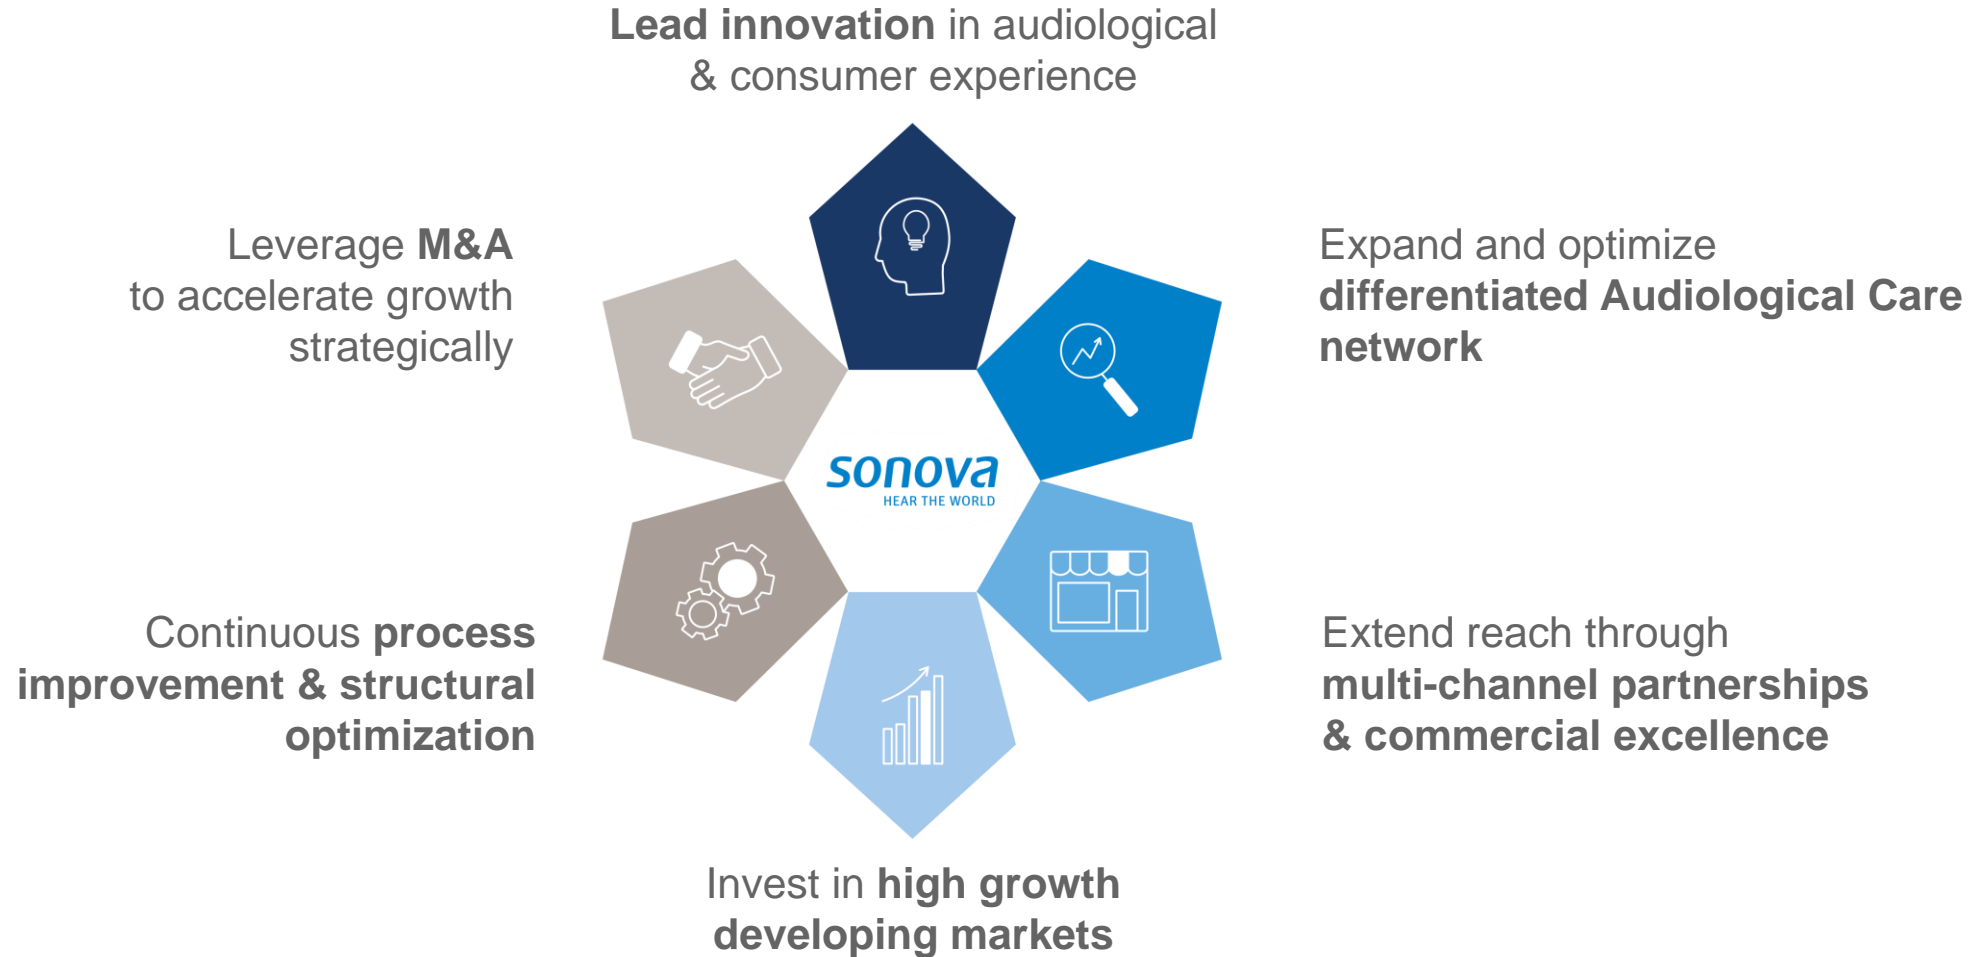 Lead innovation in audiological
& consumer experience
Leverage M&A
to accelerate growth
strategically
Expand and optimize
differentiated Audiological Care
network
sonova
HEAR THE WORLD
Continuous process
improvement & structural
optimization
Extend reach through
multi-channel partnerships
& commercial excellence
Invest in high growth
developing markets